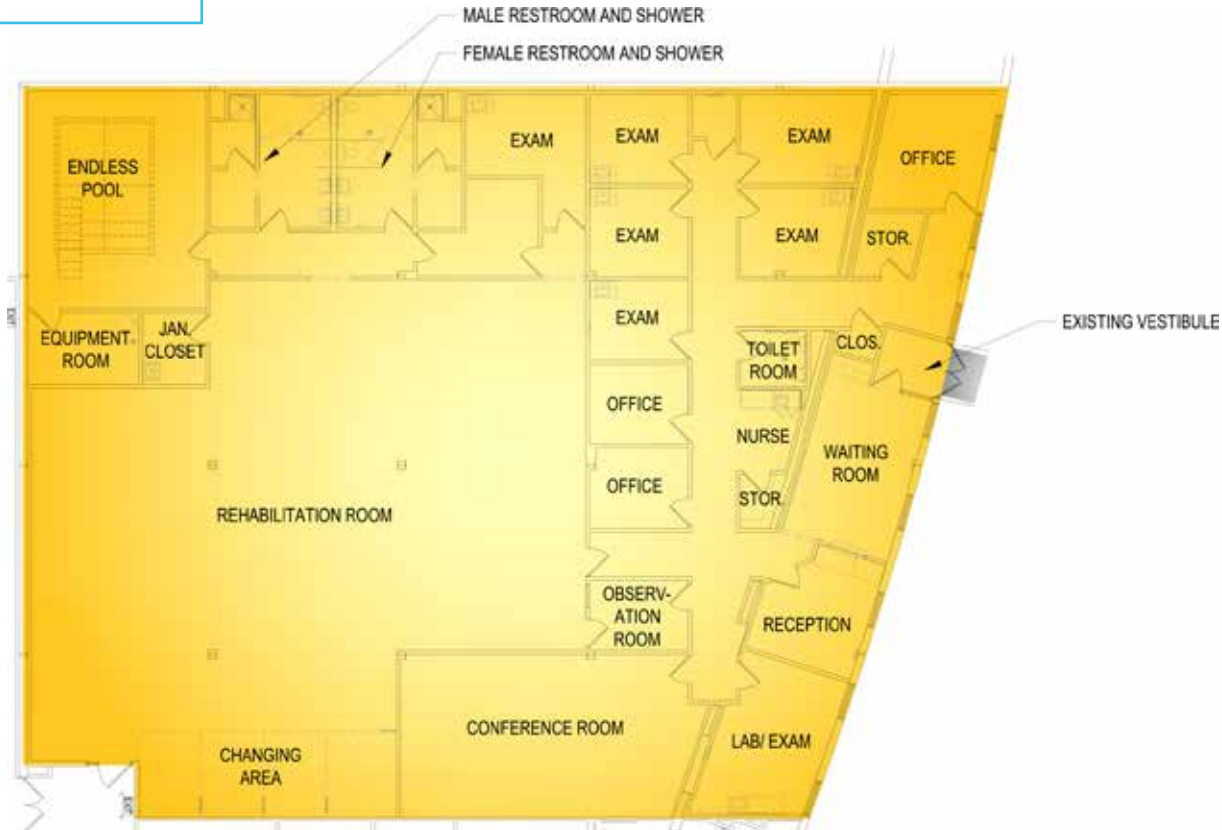 MALE RESTROOM AND SHOWER
FEMALE RESTROOM AND SHOWER
EXAM
EXAM
EXAM
OFFICE
ENDLESS
POOL
EXAM
EXAM
STOR.
EXAM
EXISTING VESTIBULE
EQUIPMENT
ROOM
JAN.
CLOSET
TOILET
ROOM
CLOS.
OFFICE
NURSE
WAITING
ROOM
OFFICE
STOR.
REHABILITATION ROOM
OBSERV-
ATION
ROOM
RECEPTION
CONFERENCE ROOM
LAB/ EXAM
CHANGING
AREA